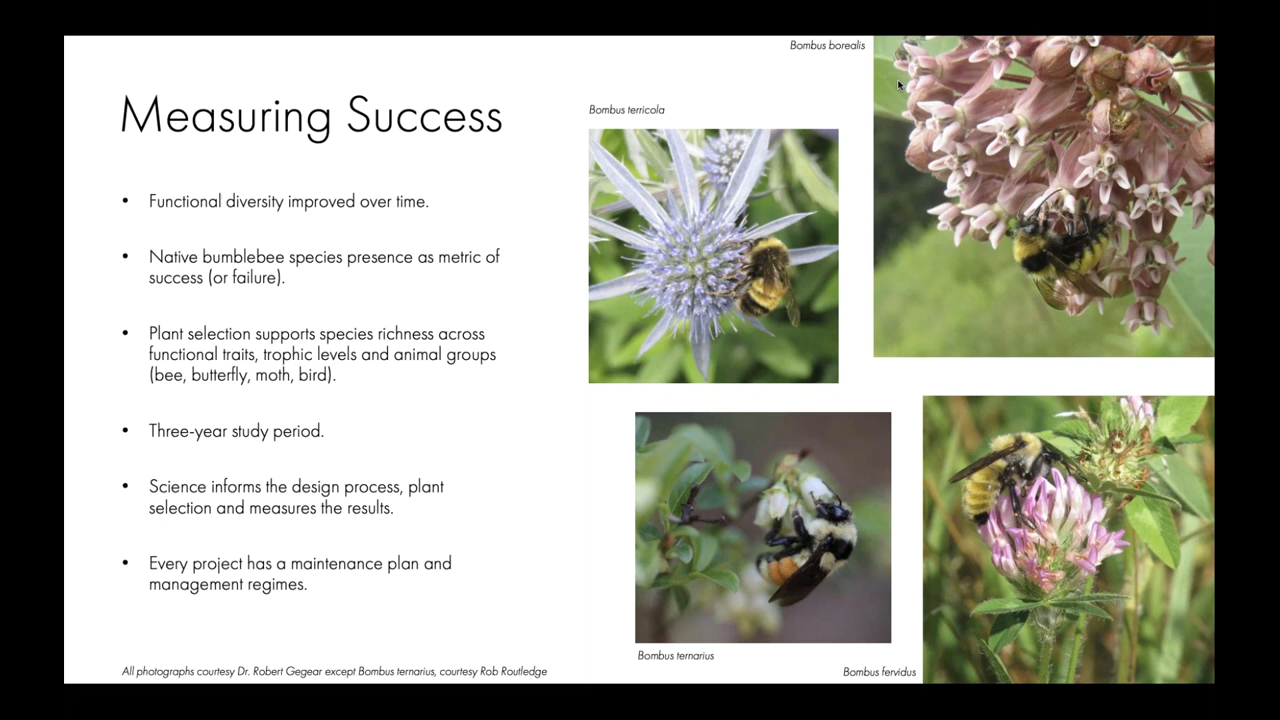 Bombus borealis
Measuring Success
Bombus terricola
• Functional diversity improved over time.
• Native bumblebee species presence as metric of
success (or failure).
• Plant selection supports species richness across
functional traits, trophic levels and animal groups
(bee, butterfly, moth, bird).
• Three-year study period.
• Science informs the design process, plant
selection and measures the results.
• Every project has a maintenance plan and
management regimes.
Bombus ternarius
Bombus fervidus
All photographs courtesy Dr. Robert Gegear except Bombus ternarius, courtesy Rob Routledge